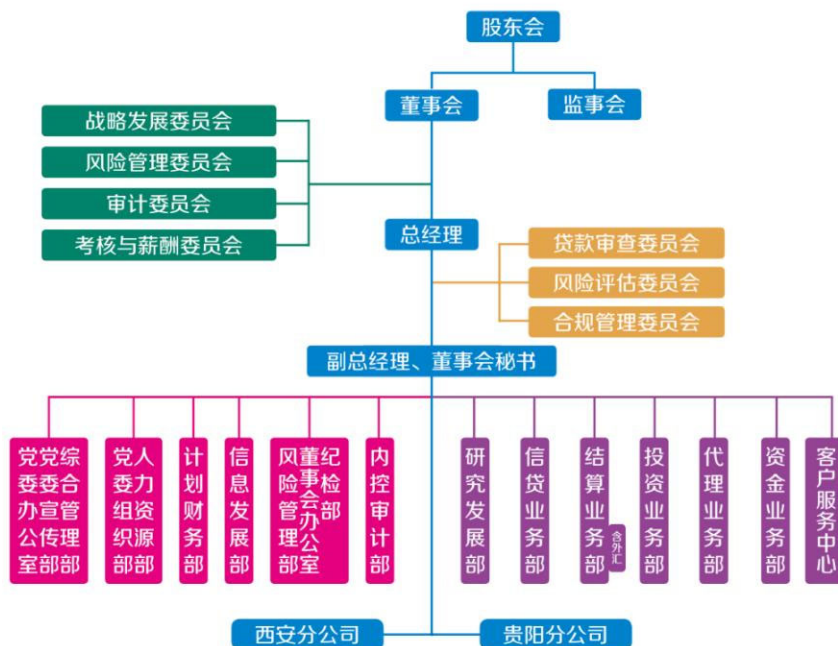 股东会
董事会
监事会
战略发展委员会
风险管理委员会
审计委员会
考核与薪酬委员会
总经理
贷款审查委员会
风险评估委员会
合规管理委员会
副总经理、董事会秘书
党委办公室
党委宣传部
综合管理部
党委组织部
人力资源部
计划财务部
信息发展部
风险管理部
董事会办公室
纪检部
内控审计部
研究发展部
信贷业务部
结算业务部
含外汇
投资业务部
代理业务部
资金业务部
客户服务中心
西安分公司
贵阳分公司